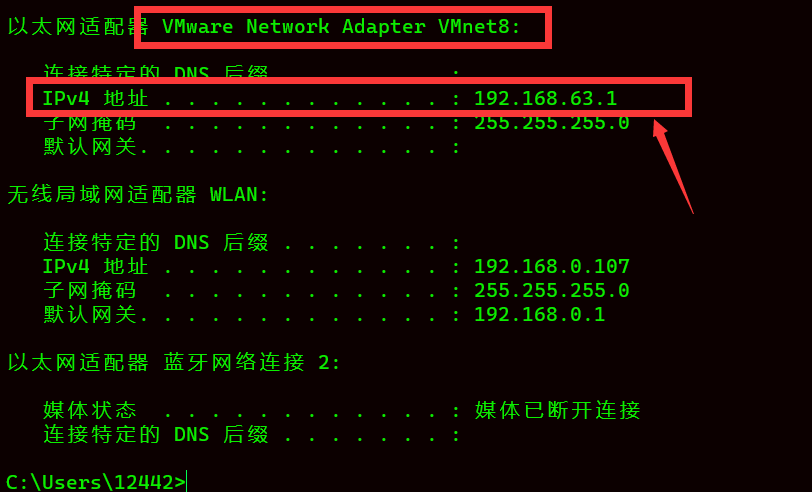 以太网适配器 VMware Network Adapter VMnet8:
连接特定的 DNS 后缀 . . . . . . . :
IPv4 地址 . . . . . . . . . . . . : 192.168.63.1
子网掩码 . . . . . . . . . . . . : 255.255.255.0
默认网关. . . . . . . . . . . . . :
无线局域网适配器 WLAN:
连接特定的 DNS 后缀 . . . . . . . :
IPv4 地址 . . . . . . . . . . . . : 192.168.0.107
子网掩码 . . . . . . . . . . . . : 255.255.255.0
默认网关. . . . . . . . . . . . . : 192.168.0.1
以太网适配器 蓝牙网络连接 2:
媒体状态 . . . . . . . . . . . . : 媒体已断开连接
连接特定的 DNS 后缀 . . . . . . . :
C:\Users\12442>